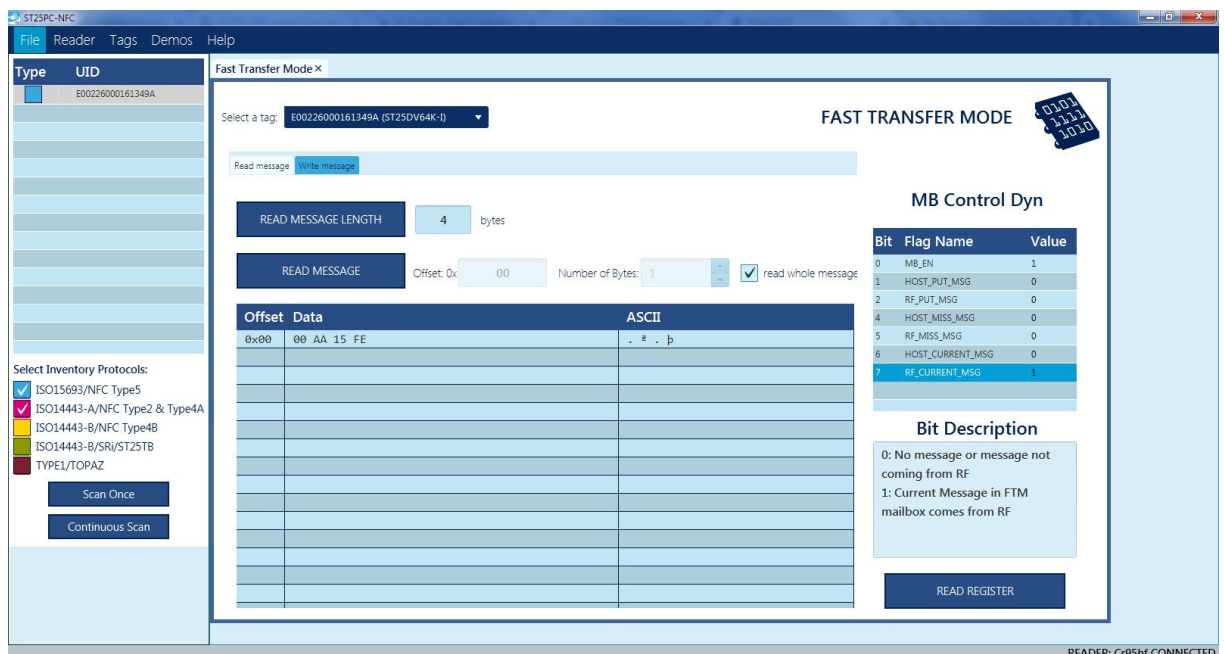 ST25PC-NFC
File Reader Tags Demos Help
Type UID
E00226000161349A
Select Inventory Protocols:
ISO15693/NFC Type5
ISO14443-A/NFC Type2 & Type4A
ISO14443-B/NFC Type4B
ISO14443-B/SRi/ST25TB
TYPE1/TOPAZ
Scan Once
Continuous Scan
Fast Transfer Mode ×
Select a tag: E00226000161349A (ST25DV64K-I)
FAST TRANSFER MODE
0101
1111
1010
Read message Write message
READ MESSAGE LENGTH 4 bytes
READ MESSAGE Offset: 0x 00 Number of Bytes: 1 read whole message
Offset Data ASCII
0x00 00 AA 15 FE . ª . þ
MB Control Dyn
Bit Flag Name Value
0 MB_EN 1
1 HOST_PUT_MSG 0
2 RF_PUT_MSG 0
4 HOST_MISS_MSG 0
5 RF_MISS_MSG 0
6 HOST_CURRENT_MSG 0
7 RF_CURRENT_MSG 1
Bit Description
0: No message or message not
coming from RF
1: Current Message in FTM
mailbox comes from RF
READ REGISTER
READER: Cr95hf CONNECTED